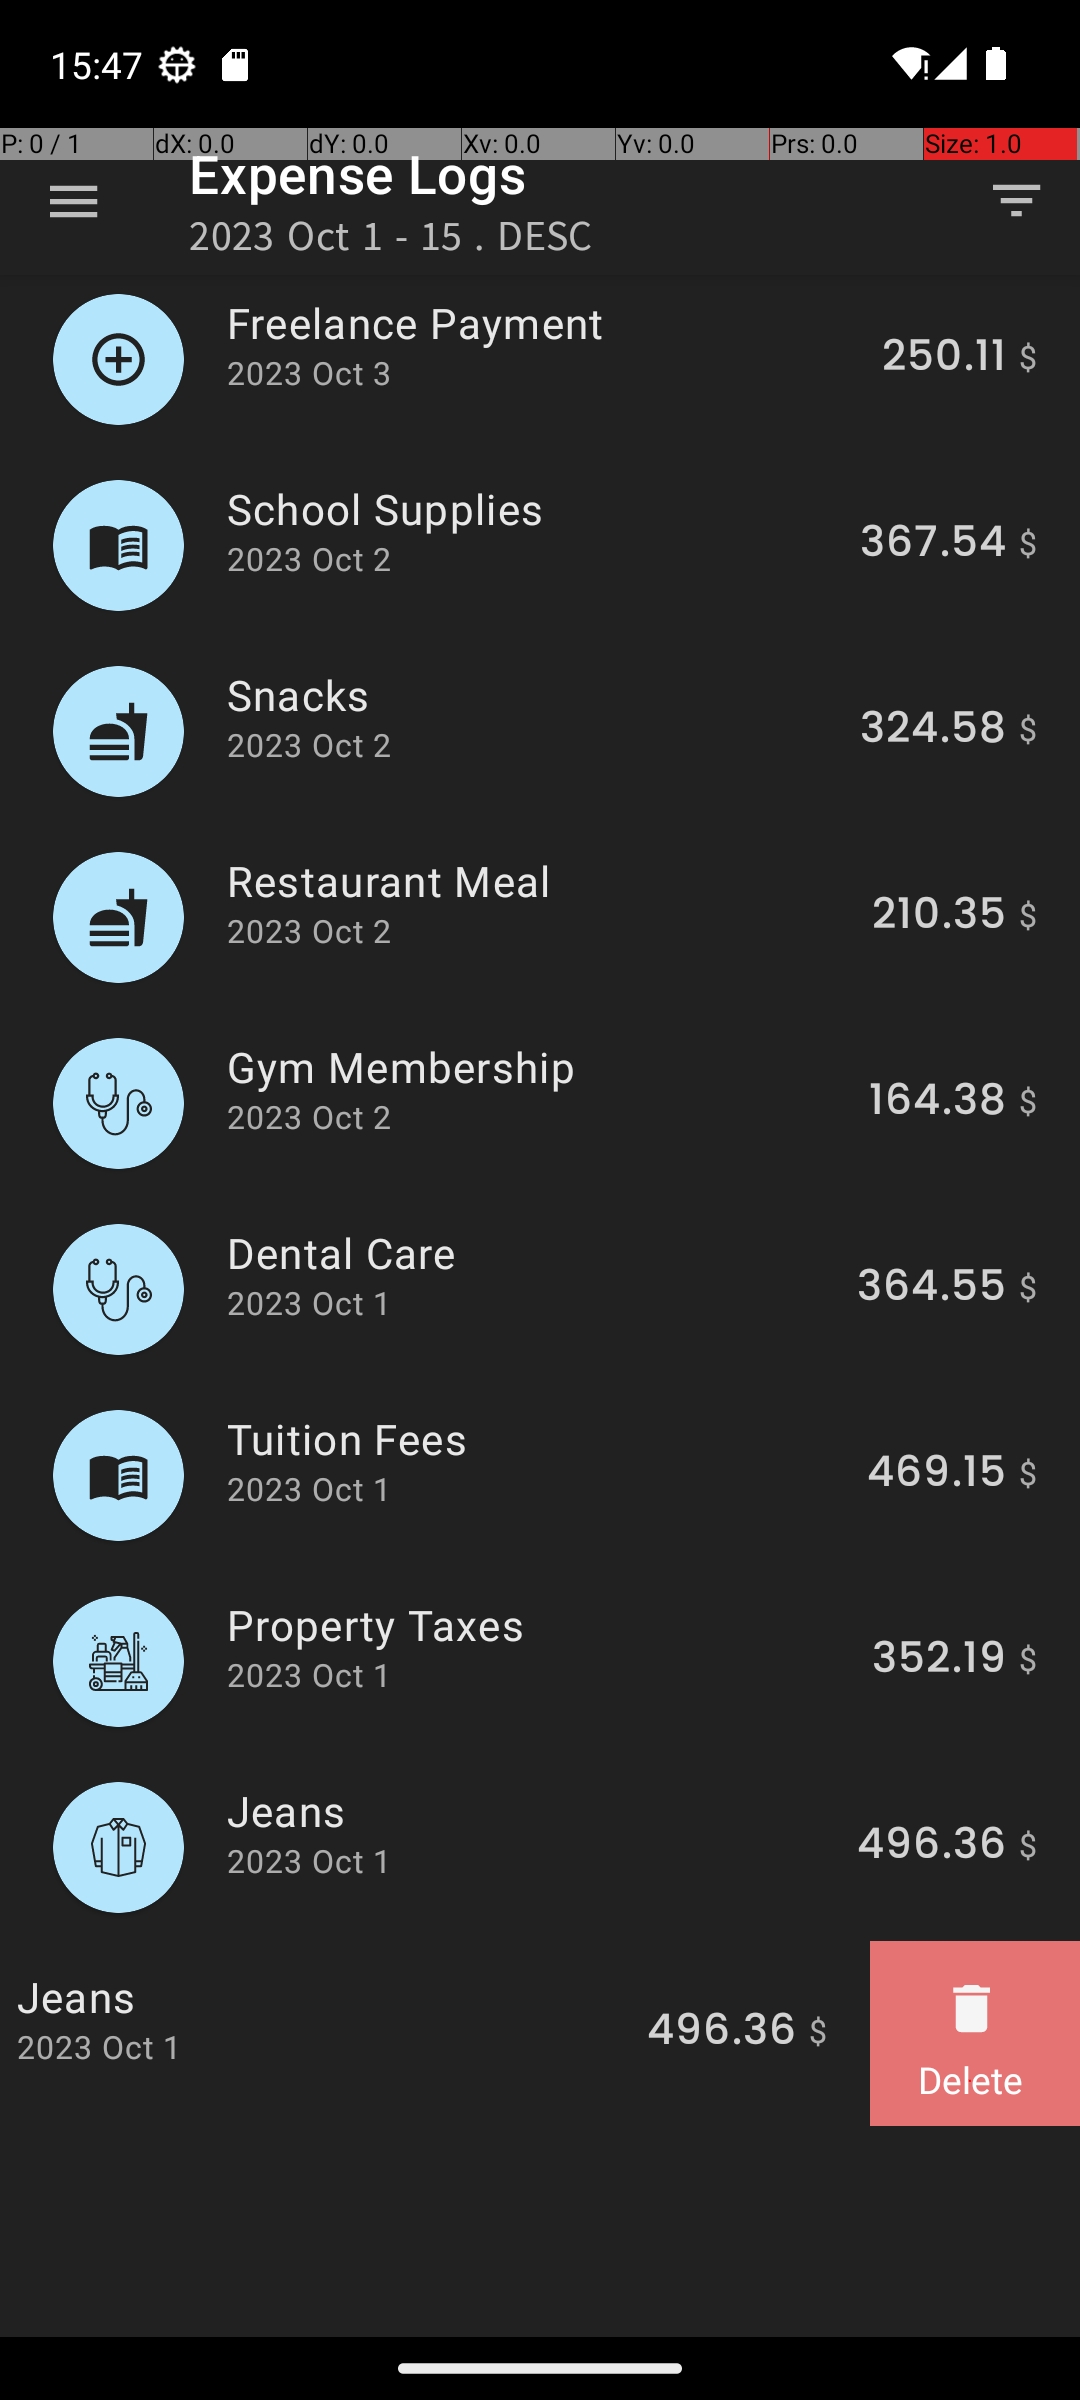 15:47
P: 0 / 1 dX: 0.0 dY: 0.0 Xv: 0.0 Yv: 0.0 Prs: 0.0 Size: 1.0
Expense Logs
2023 Oct 1 - 15 . DESC
Freelance Payment
2023 Oct 3
250.11 $
School Supplies
2023 Oct 2
367.54 $
Snacks
2023 Oct 2
324.58 $
Restaurant Meal
2023 Oct 2
210.35 $
Gym Membership
2023 Oct 2
164.38 $
Dental Care
2023 Oct 1
364.55 $
Tuition Fees
2023 Oct 1
469.15 $
Property Taxes
2023 Oct 1
352.19 $
Jeans
2023 Oct 1
496.36 $
Jeans
2023 Oct 1
496.36 $
Delete